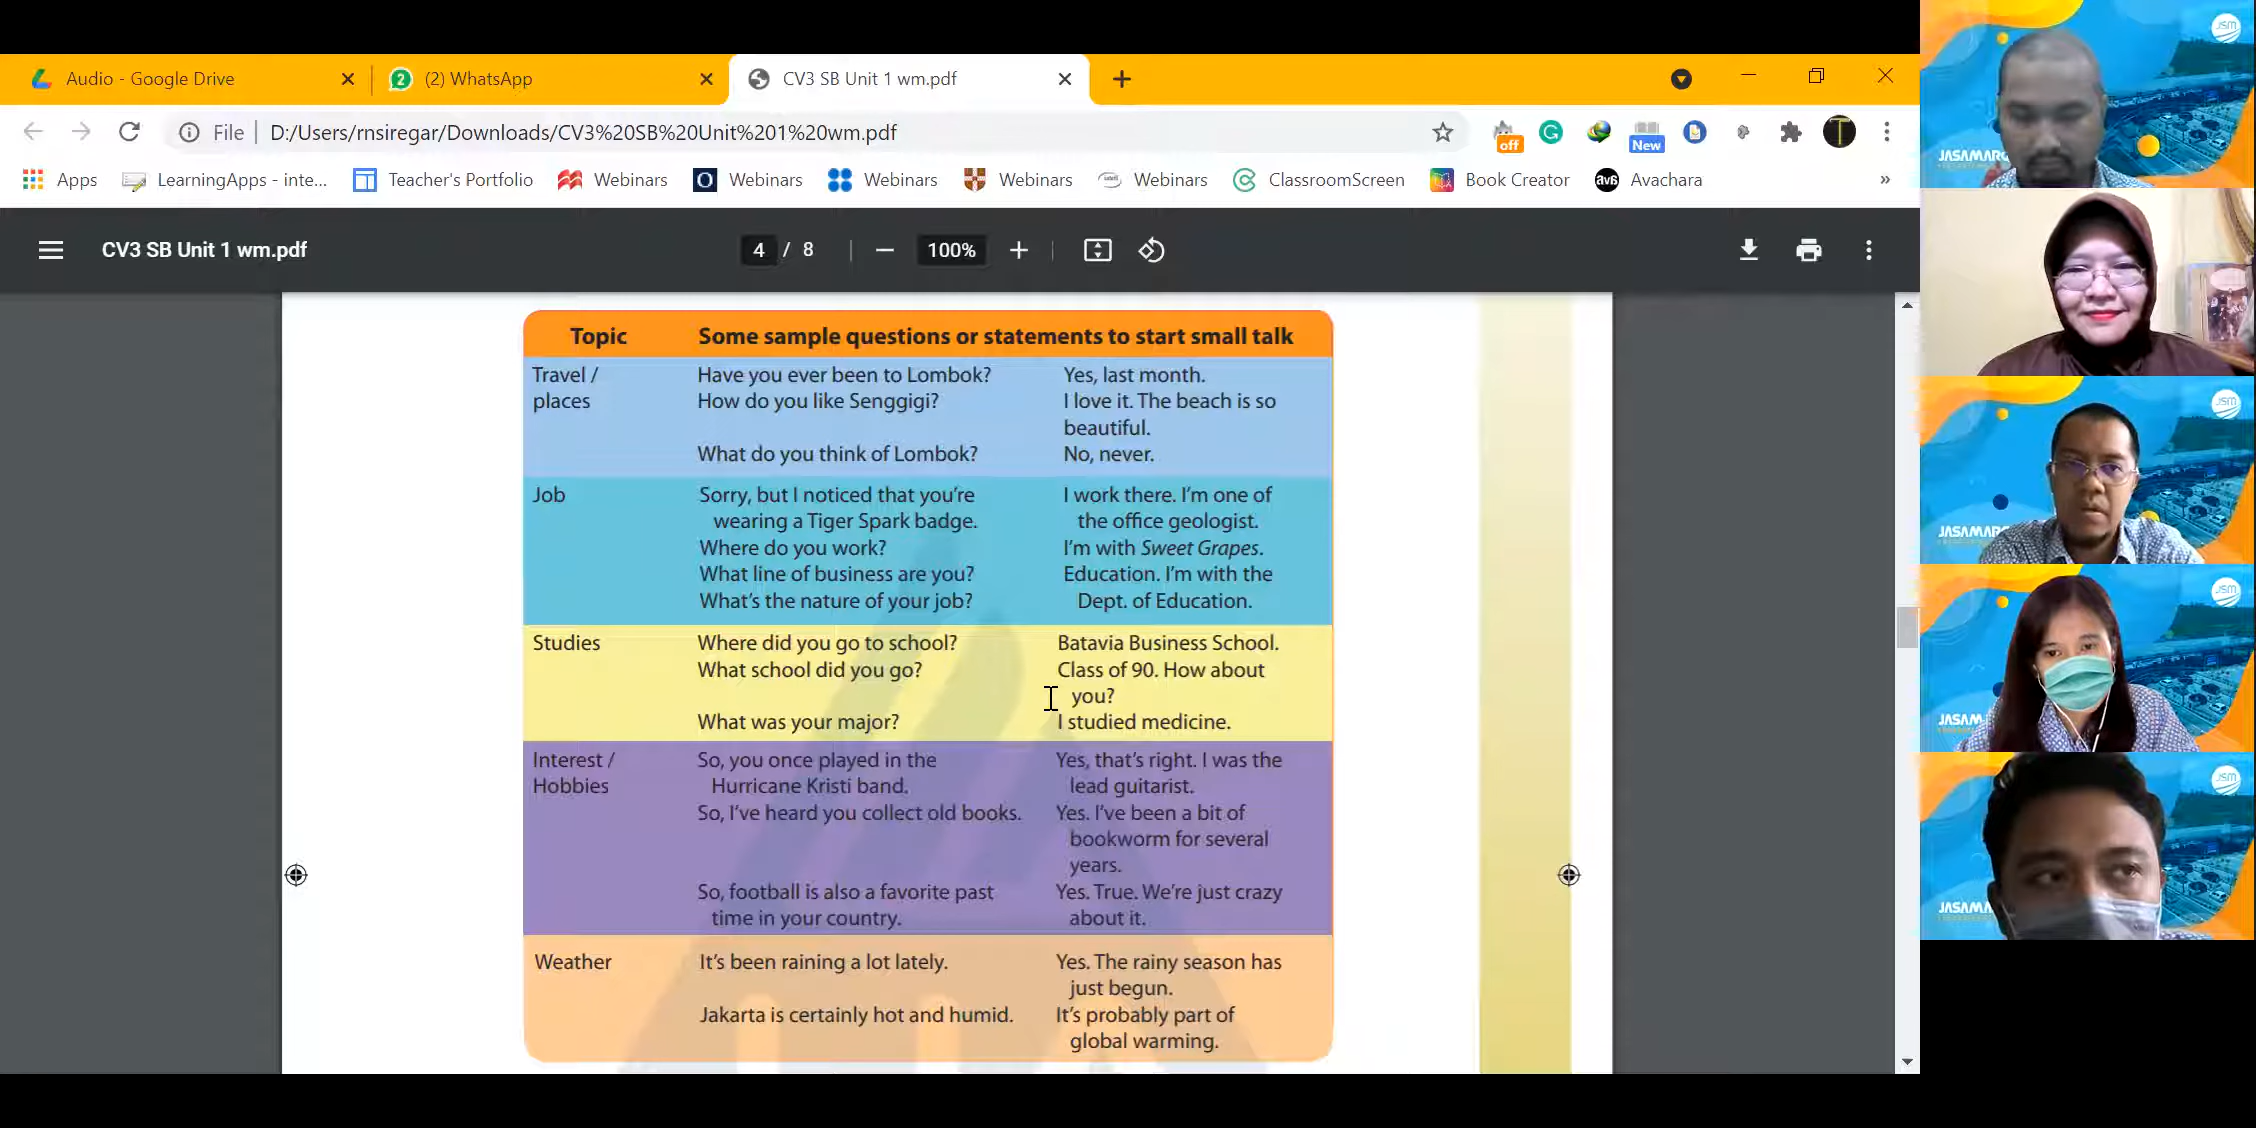 Audio - Google Drive
(2) WhatsApp
CV3 SB Unit 1 wm.pdf
File D:/Users/rnsiregar/Downloads/CV3%20SB%20Unit%201%20wm.pdf
off
New
T
Apps
LearningApps - inte...
Teacher's Portfolio
Webinars
Webinars
Webinars
Webinars
Webinars
ClassroomScreen
Book Creator
Avachara
»
CV3 SB Unit 1 wm.pdf
4 / 8
100%
Topic Some sample questions or statements to start small talk
Travel / Have you ever been to Lombok? Yes, last month.
places How do you like Senggigi? I love it. The beach is so
beautiful.
What do you think of Lombok? No, never.
Job Sorry, but I noticed that you're I work there. I'm one of
wearing a Tiger Spark badge. the office geologist.
Where do you work? I'm with Sweet Grapes.
What line of business are you? Education. I'm with the
What's the nature of your job? Dept. of Education.
Studies Where did you go to school? Batavia Business School.
What school did you go? Class of 90. How about
you?
What was your major? I studied medicine.
Interest / So, you once played in the Yes, that's right. I was the
Hobbies Hurricane Kristi band. lead guitarist.
So, I've heard you collect old books. Yes. I've been a bit of
bookworm for several
years.
So, football is also a favorite past Yes. True. We're just crazy
time in your country. about it.
Weather It's been raining a lot lately. Yes. The rainy season has
just begun.
Jakarta is certainly hot and humid. It's probably part of
global warming.
JSM
JASAMARG
JSM
JASAMARG
JSM
JASAMA
JSM
JASAM